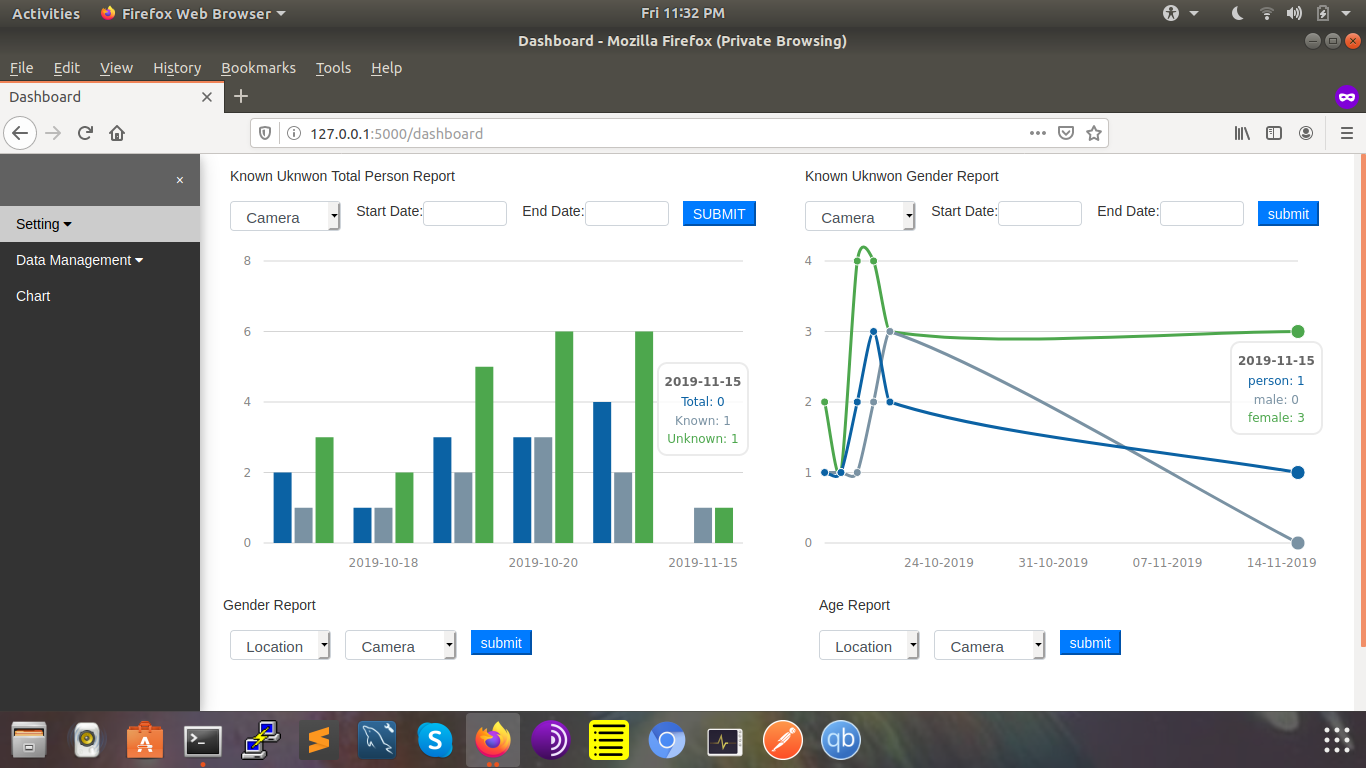 Activities Firefox Web Browser Fri 11:32 PM
Dashboard - Mozilla Firefox (Private Browsing)
File Edit View History Bookmarks Tools Help
Dashboard
127.0.0.1:5000/dashboard
×
Setting
Data Management
Chart
Known Uknwon Total Person Report
Camera Start Date: End Date: SUBMIT
8
6
4
2
0
2019-10-18 2019-10-20 2019-11-15
2019-11-15
Total: 0
Known: 1
Unknown: 1
Known Uknwon Gender Report
Camera Start Date: End Date: submit
4
3
2
1
0
24-10-2019 31-10-2019 07-11-2019 14-11-2019
2019-11-15
person: 1
male: 0
female: 3
Gender Report
Location Camera submit
Age Report
Location Camera submit
S
qb